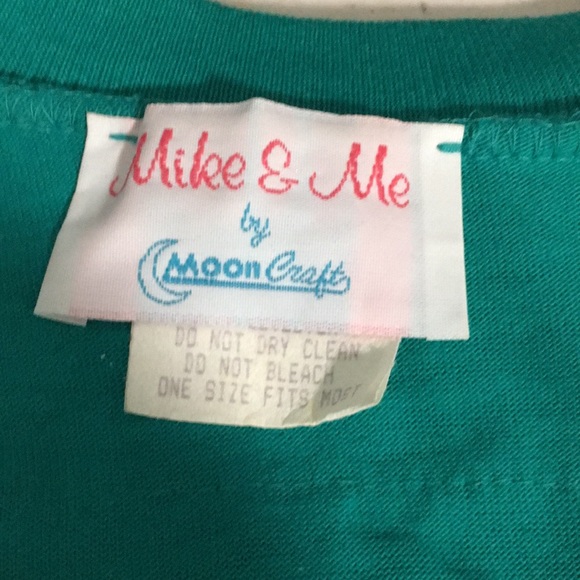 Mike & Me
by
Moon Craft
DO NOT DRY CLEAN
DO NOT BLEACH
ONE SIZE FITS MOST